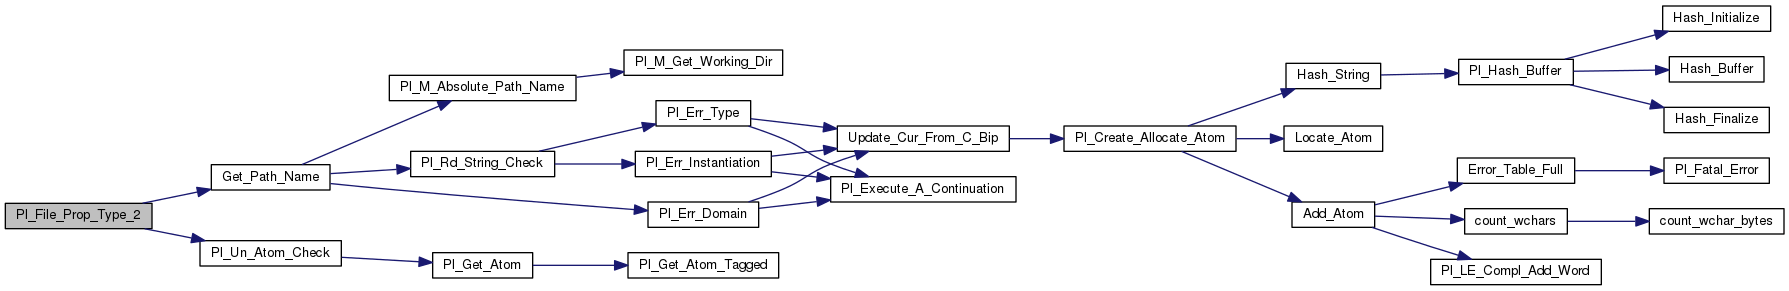 Pl_File_Prop_Type_2
Get_Path_Name
Pl_Un_Atom_Check
Pl_M_Absolute_Path_Name
Pl_Rd_String_Check
Pl_Get_Atom
Pl_M_Get_Working_Dir
Pl_Err_Type
Pl_Err_Instantiation
Pl_Err_Domain
Pl_Get_Atom_Tagged
Update_Cur_From_C_Bip
Pl_Execute_A_Continuation
Pl_Create_Allocate_Atom
Hash_String
Locate_Atom
Add_Atom
Pl_Hash_Buffer
Error_Table_Full
count_wchars
Pl_LE_Compl_Add_Word
Hash_Initialize
Hash_Buffer
Hash_Finalize
Pl_Fatal_Error
count_wchar_bytes